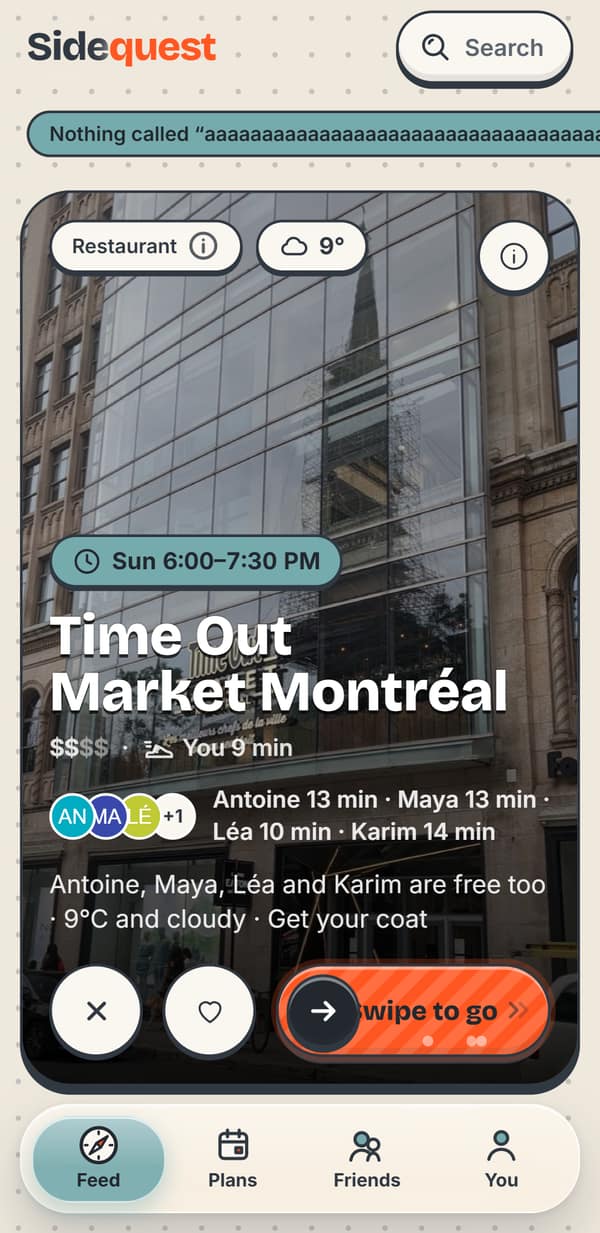 Sidequest
Search
Nothing called “aaaaaaaaaaaaaaaaaaaaaaaaaaaaaaaaaaa
Restaurant
9°
Sun 6:00–7:30 PM
Time Out
Market Montréal
$$$$ · You 9 min
AN MA LÉ +1
Antoine 13 min · Maya 13 min ·
Léa 10 min · Karim 14 min
Antoine, Maya, Léa and Karim are free too
· 9°C and cloudy · Get your coat
swipe to go
Feed
Plans
Friends
You